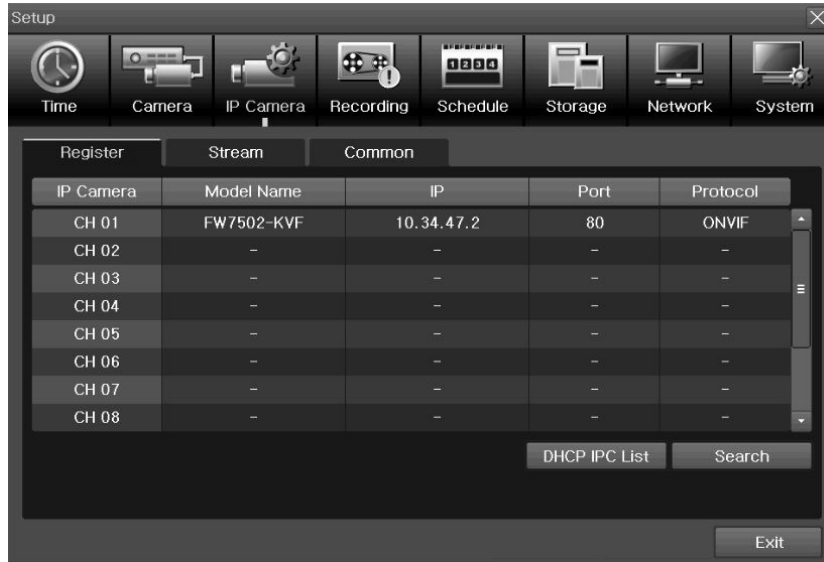 Setup
Time Camera IP Camera Recording Schedule Storage Network System
Register Stream Common
IP Camera Model Name IP Port Protocol
CH 01 FW7502-KVF 10.34.47.2 80 ONVIF
CH 02 - - - -
CH 03 - - - -
CH 04 - - - -
CH 05 - - - -
CH 06 - - - -
CH 07 - - - -
CH 08 - - - -
DHCP IPC List Search
Exit